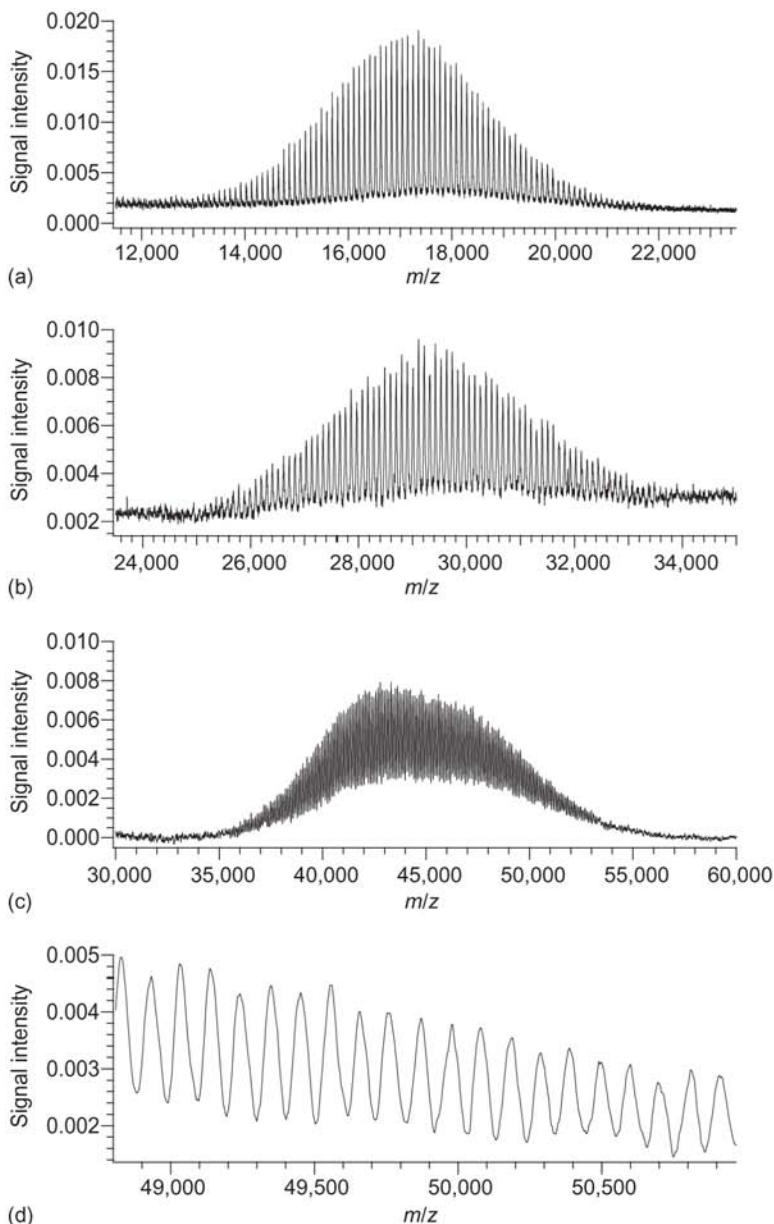 0.020
0.015
Signal intensity
0.010
0.005
0.000
12,000 14,000 16,000 18,000 20,000 22,000
m/z
(a)
0.010
0.008
Signal intensity
0.006
0.004
0.002
24,000 26,000 28,000 30,000 32,000 34,000
m/z
(b)
0.010
0.008
Signal intensity
0.006
0.004
0.002
0.000
30,000 35,000 40,000 45,000 50,000 55,000 60,000
m/z
(c)
0.005
0.004
Signal intensity
0.003
0.002
49,000 49,500 50,000 50,500
m/z
(d)